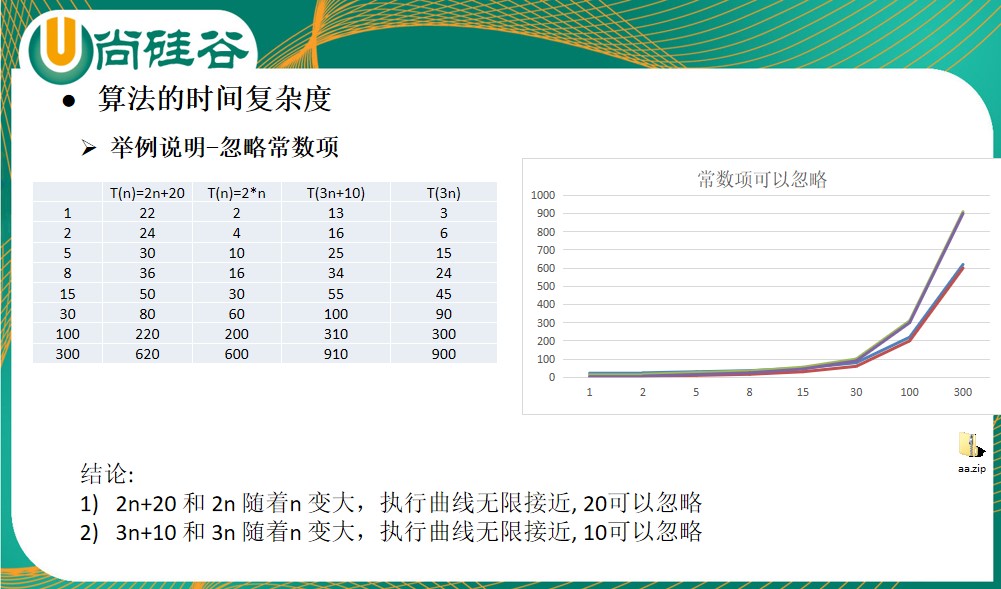 尚硅谷
● 算法的时间复杂度
➢ 举例说明-忽略常数项
T(n)=2n+20 T(n)=2*n T(3n+10) T(3n)
1 22 2 13 3
2 24 4 16 6
5 30 10 25 15
8 36 16 34 24
15 50 30 55 45
30 80 60 100 90
100 220 200 310 300
300 620 600 910 900
常数项可以忽略
1000
900
800
700
600
500
400
300
200
100
0
1 2 5 8 15 30 100 300
aa.zip
结论:
1) 2n+20 和 2n 随着n 变大，执行曲线无限接近, 20可以忽略
2) 3n+10 和 3n 随着n 变大，执行曲线无限接近, 10可以忽略